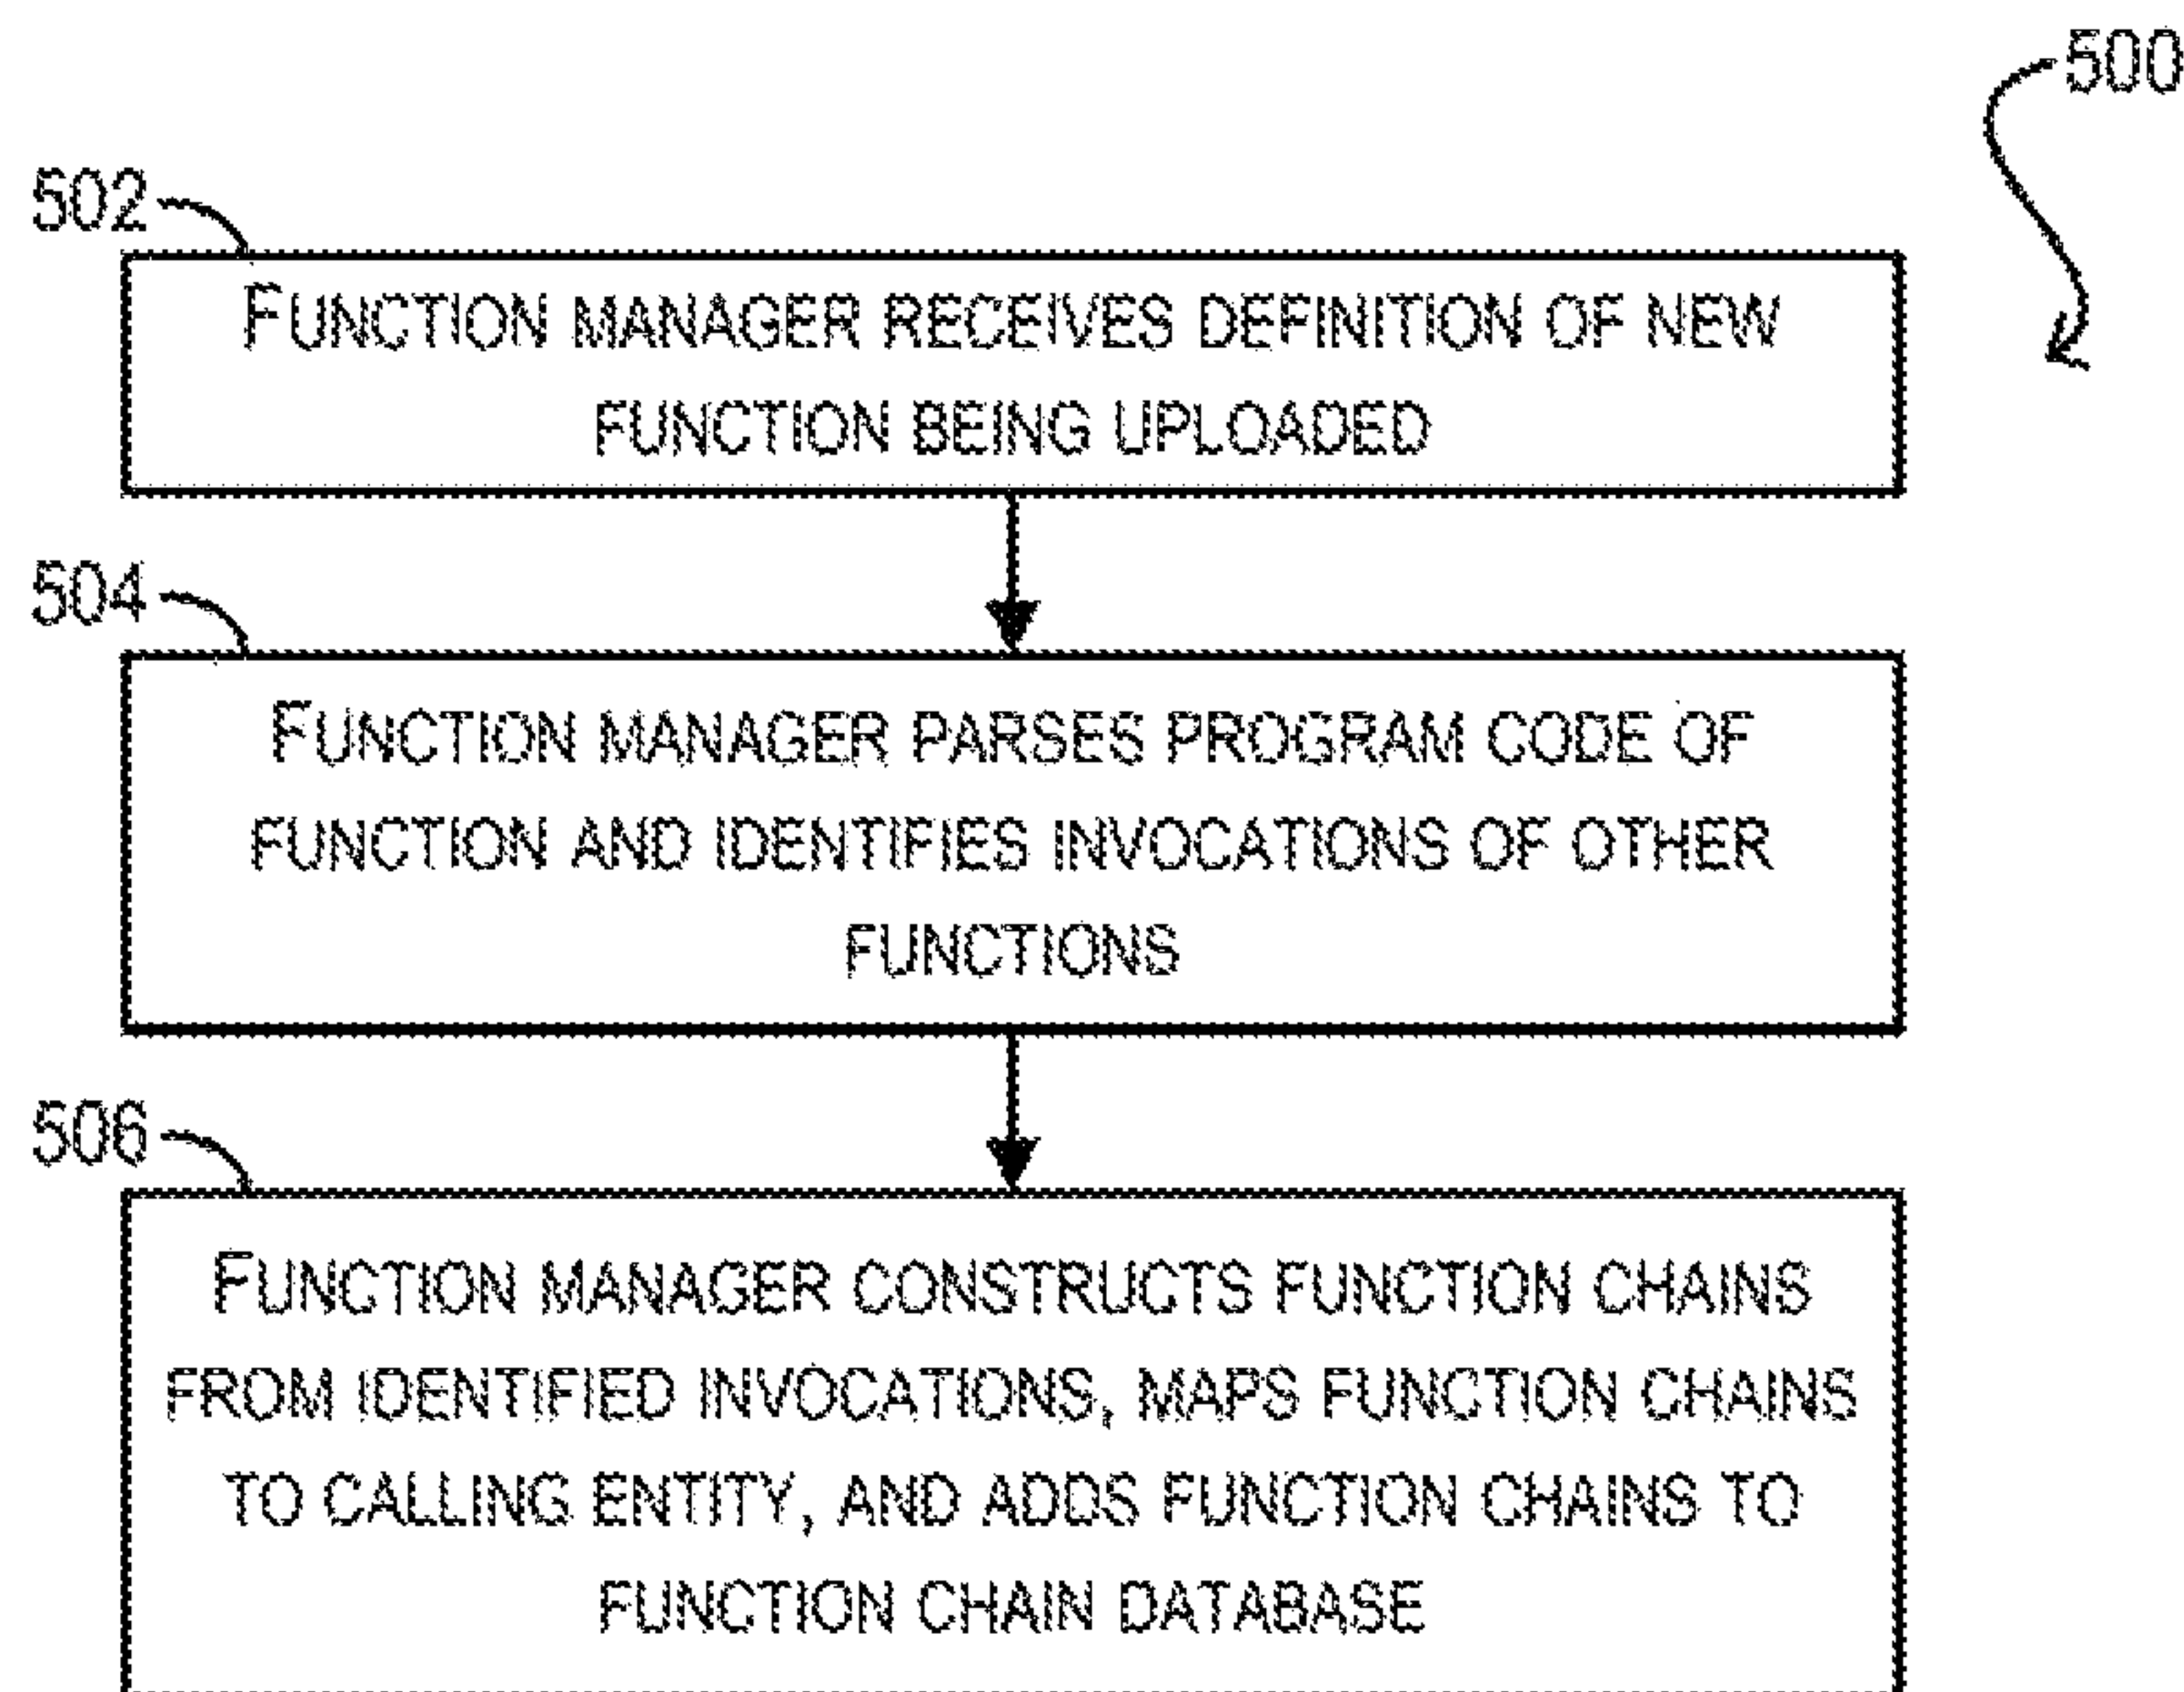 500
502
FUNCTION MANAGER RECEIVES DEFINITION OF NEW
FUNCTION BEING UPLOADED
504
FUNCTION MANAGER PARSES PROGRAM CODE OF
FUNCTION AND IDENTIFIES INVOCATIONS OF OTHER
FUNCTIONS
506
FUNCTION MANAGER CONSTRUCTS FUNCTION CHAINS
FROM IDENTIFIED INVOCATIONS, MAPS FUNCTION CHAINS
TO CALLING ENTITY, AND ADDS FUNCTION CHAINS TO
FUNCTION CHAIN DATABASE